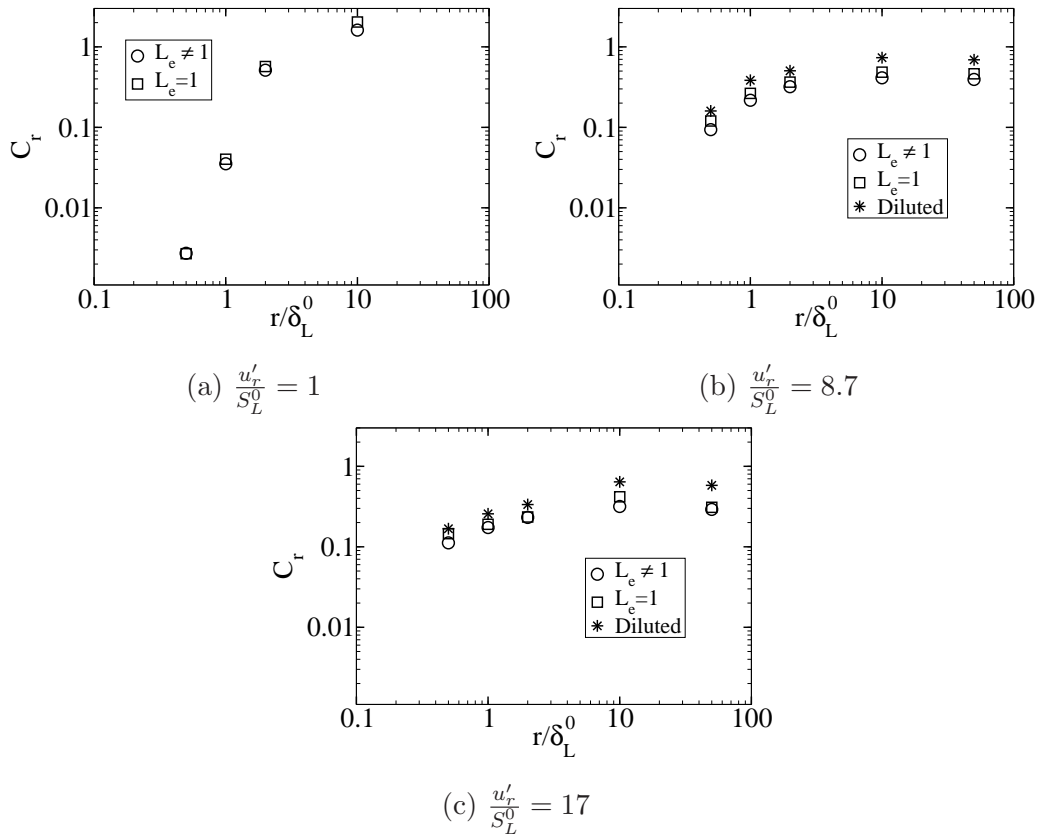 C_r
1
0.1
0.01
L_e ≠ 1
L_e=1
0.1 1 10 100
r/δ_L^0
(a) u'_r/S_L^0 = 1
C_r
1
0.1
0.01
L_e ≠ 1
L_e=1
Diluted
0.1 1 10 100
r/δ_L^0
(b) u'_r/S_L^0 = 8.7
C_r
1
0.1
0.01
L_e ≠ 1
L_e=1
Diluted
0.1 1 10 100
r/δ_L^0
(c) u'_r/S_L^0 = 17